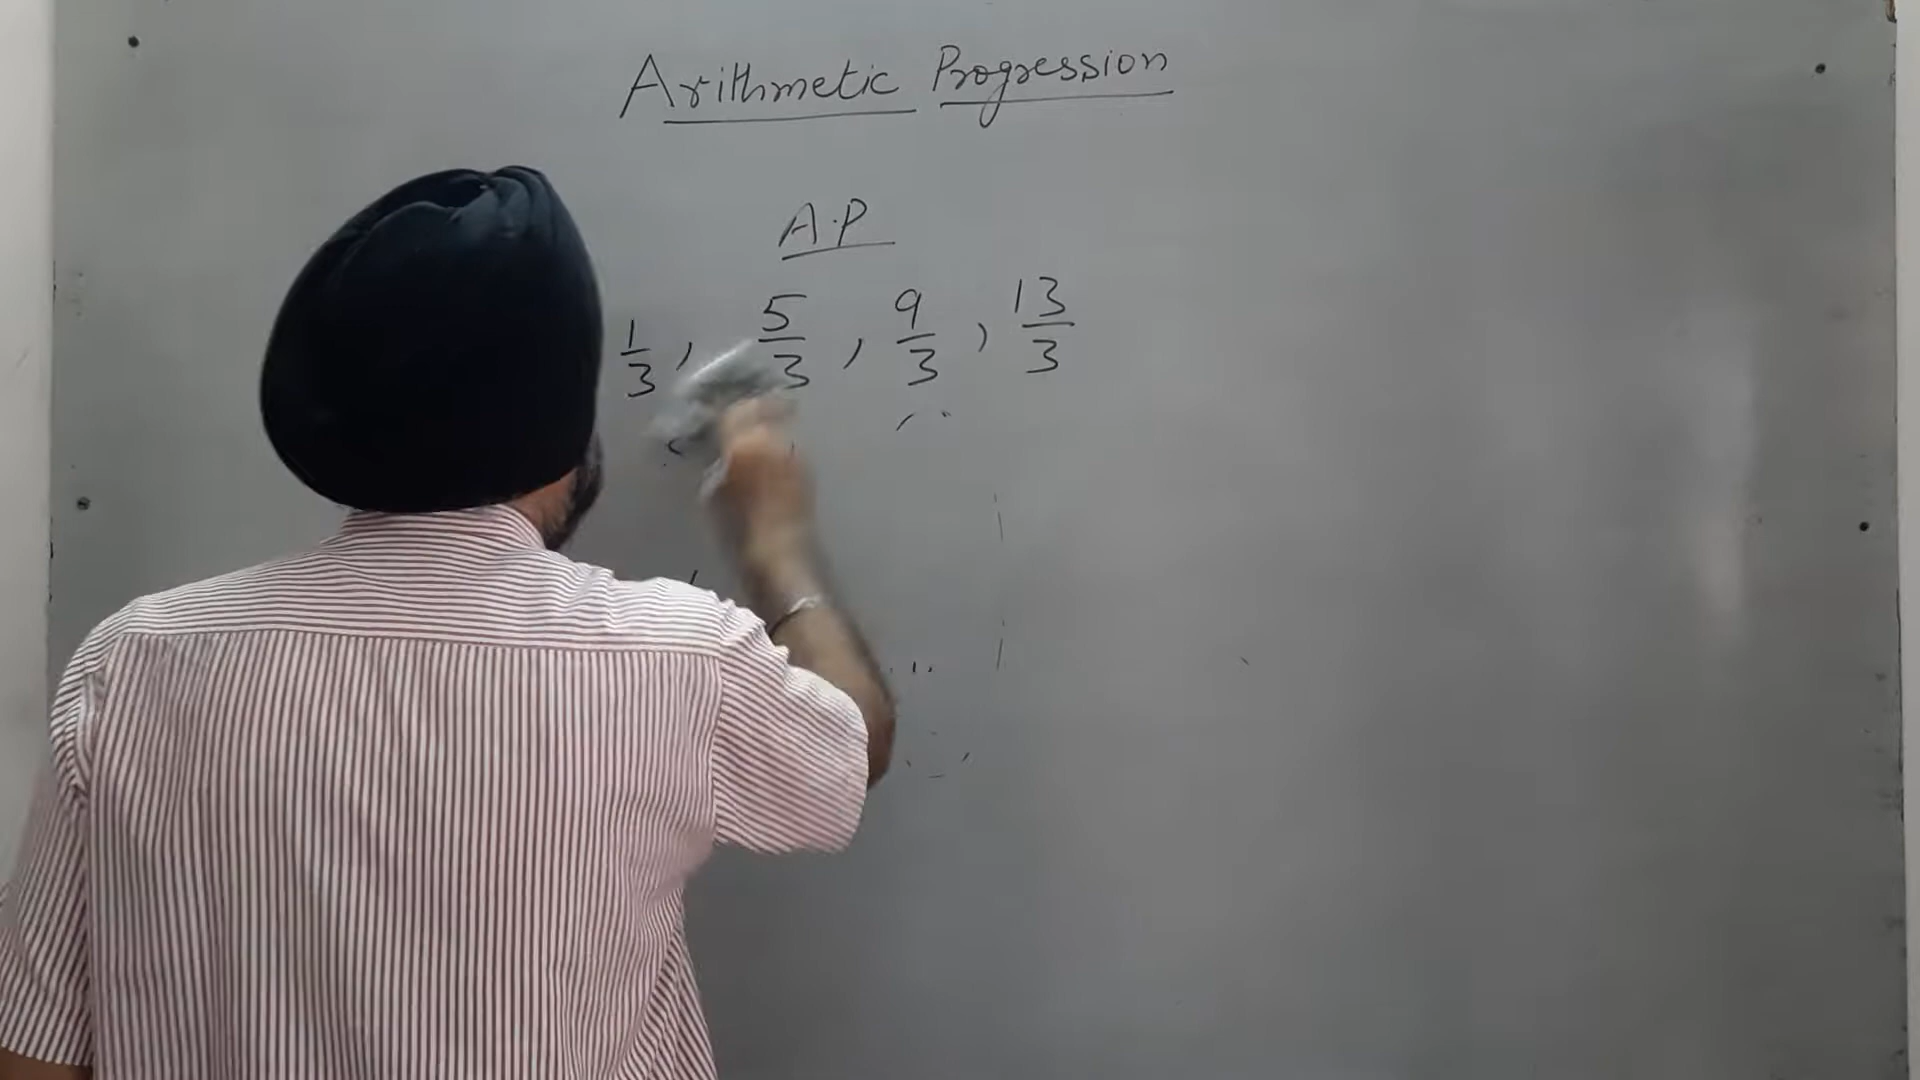 Arithmetic Progression
A.P
1/3, 5/3, 9/3, 13/3